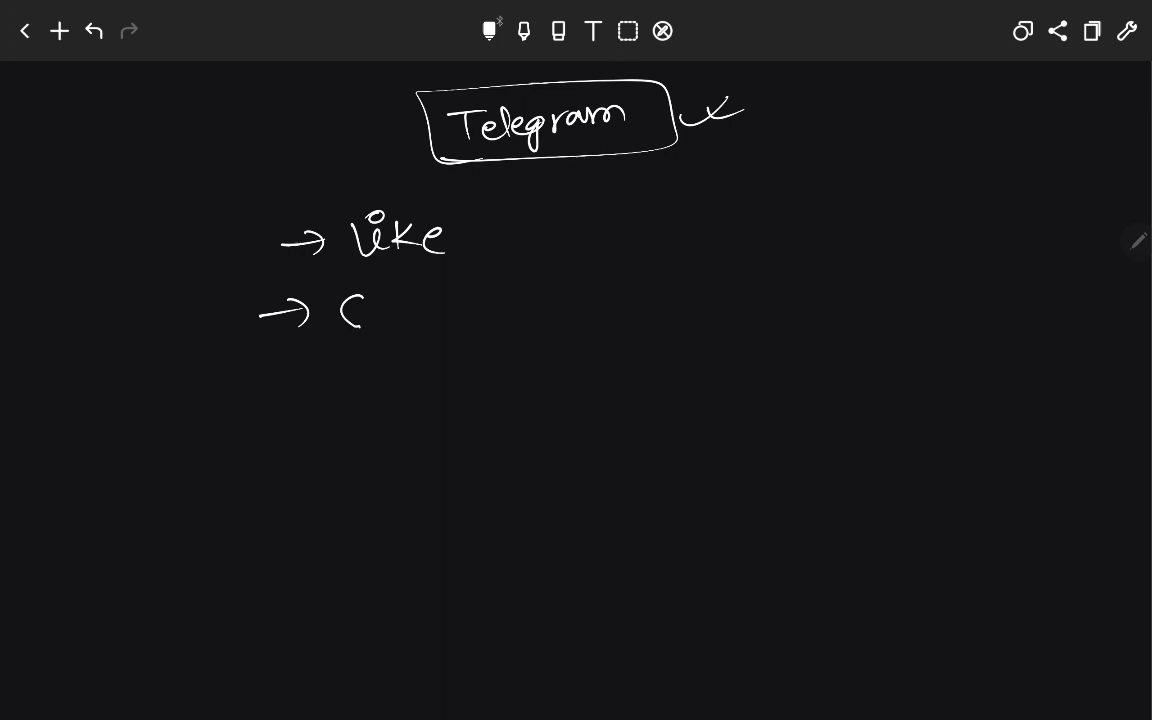 Telegram
→ like
→ C